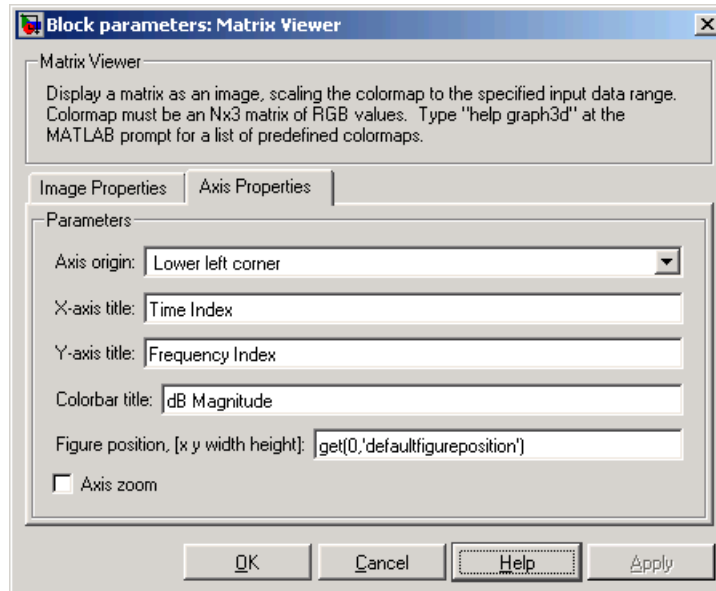 Block parameters: Matrix Viewer
Matrix Viewer
Display a matrix as an image, scaling the colormap to the specified input data range.
Colormap must be an Nx3 matrix of RGB values.  Type "help graph3d" at the
MATLAB prompt for a list of predefined colormaps.
Image Properties Axis Properties
Parameters
Axis origin: Lower left corner
X-axis title: Time Index
Y-axis title: Frequency Index
Colorbar title: dB Magnitude
Figure position, [x y width height]: get(0,'defaultfigureposition')
Axis zoom
OK Cancel Help Apply